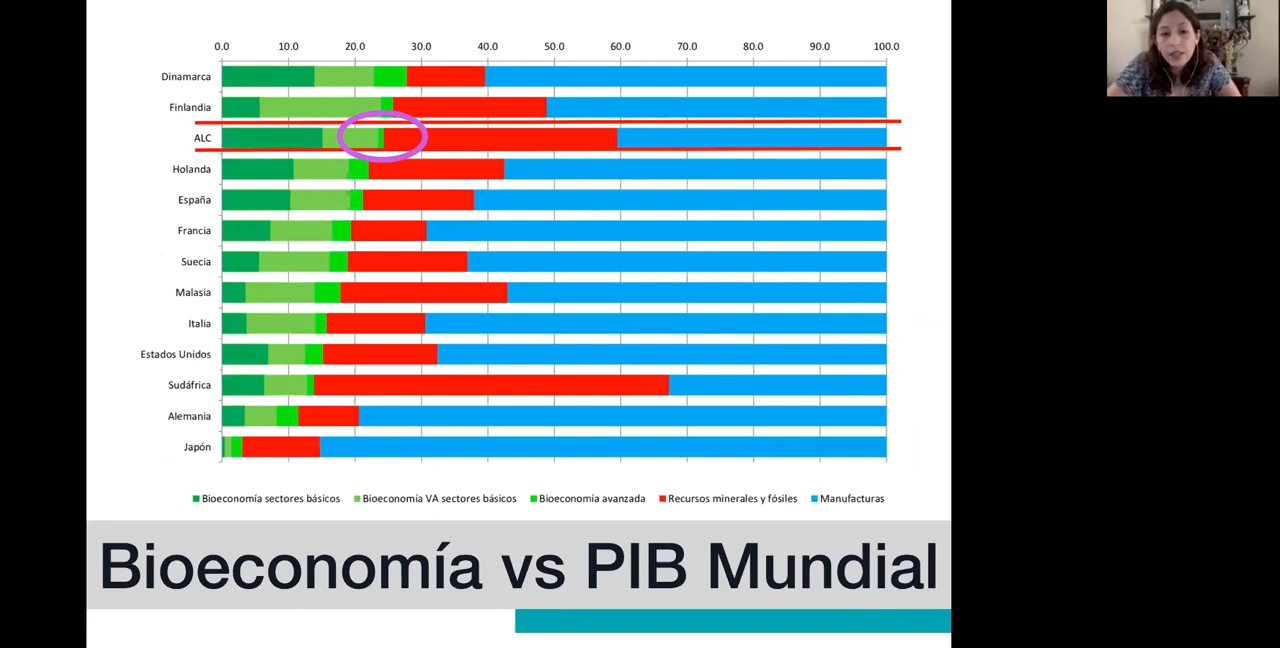 0.0 10.0 20.0 30.0 40.0 50.0 60.0 70.0 80.0 90.0 100.0
Dinamarca
Finlandia
ALC
Holanda
España
Francia
Suecia
Malasia
Italia
Estados Unidos
Sudáfrica
Alemania
Japón
Bioeconomía sectores básicos Bioeconomía VA sectores básicos Bioeconomía avanzada Recursos minerales y fósiles Manufacturas
Bioeconomía vs PIB Mundial